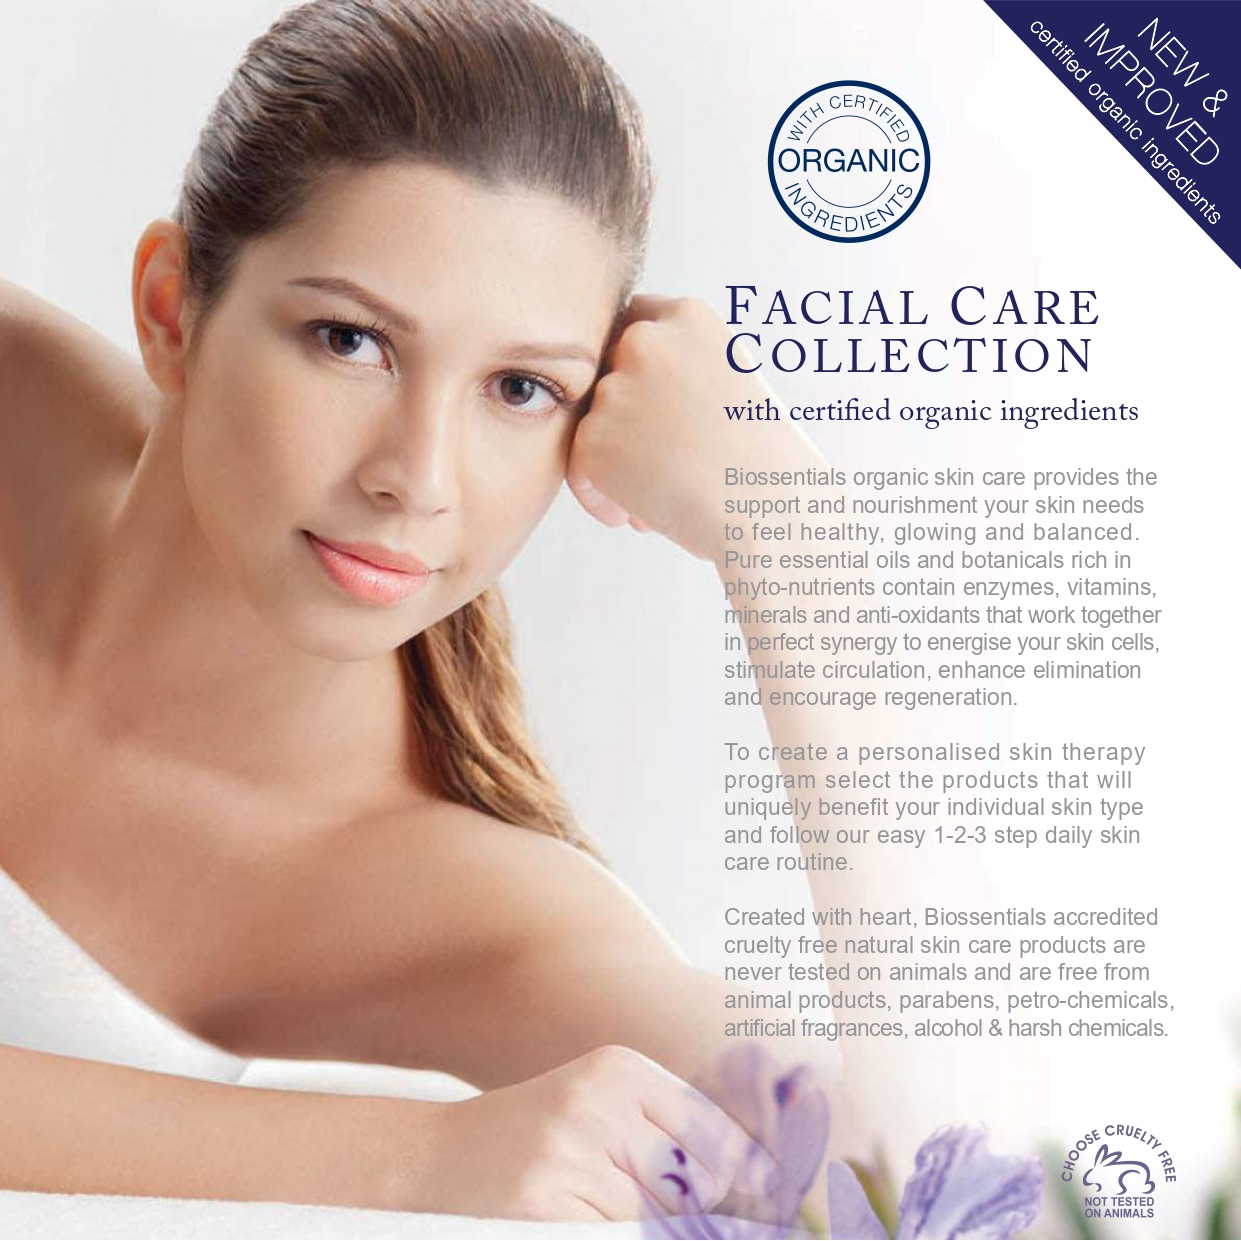 NEW &
IMPROVED
certified organic ingredients
WITH CERTIFIED
ORGANIC
INGREDIENTS
FACIAL CARE
COLLECTION
with certified organic ingredients
Biossentials organic skin care provides the
support and nourishment your skin needs
to feel healthy, glowing and balanced.
Pure essential oils and botanicals rich in
phyto-nutrients contain enzymes, vitamins,
minerals and anti-oxidants that work together
in perfect synergy to energise your skin cells,
stimulate circulation, enhance elimination
and encourage regeneration.
To create a personalised skin therapy
program select the products that will
uniquely benefit your individual skin type
and follow our easy 1-2-3 step daily skin
care routine.
Created with heart, Biossentials accredited
cruelty free natural skin care products are
never tested on animals and are free from
animal products, parabens, petro-chemicals,
artificial fragrances, alcohol & harsh chemicals.
CHOOSE CRUELTY FREE
NOT TESTED
ON ANIMALS